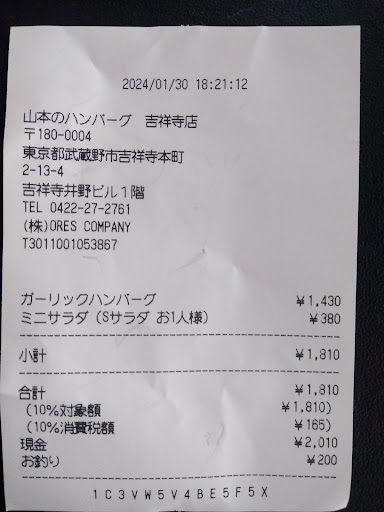 2024/01/30 18:21:12
山本のハンバーグ 吉祥寺店
〒180-0004
東京都武蔵野市吉祥寺本町
2-13-4
吉祥寺井野ビル1階
TEL 0422-27-2761
(株)ORES COMPANY
T3011001053867
ガーリックハンバーグ ¥1,430
ミニサラダ(Sサラダ お1人様) ¥380
小計 ¥1,810
合計 ¥1,810
(10%対象額 ¥1,810)
(10%消費税額 ¥165)
現金 ¥2,010
お釣り ¥200
1C3VW5V4BE5F5X